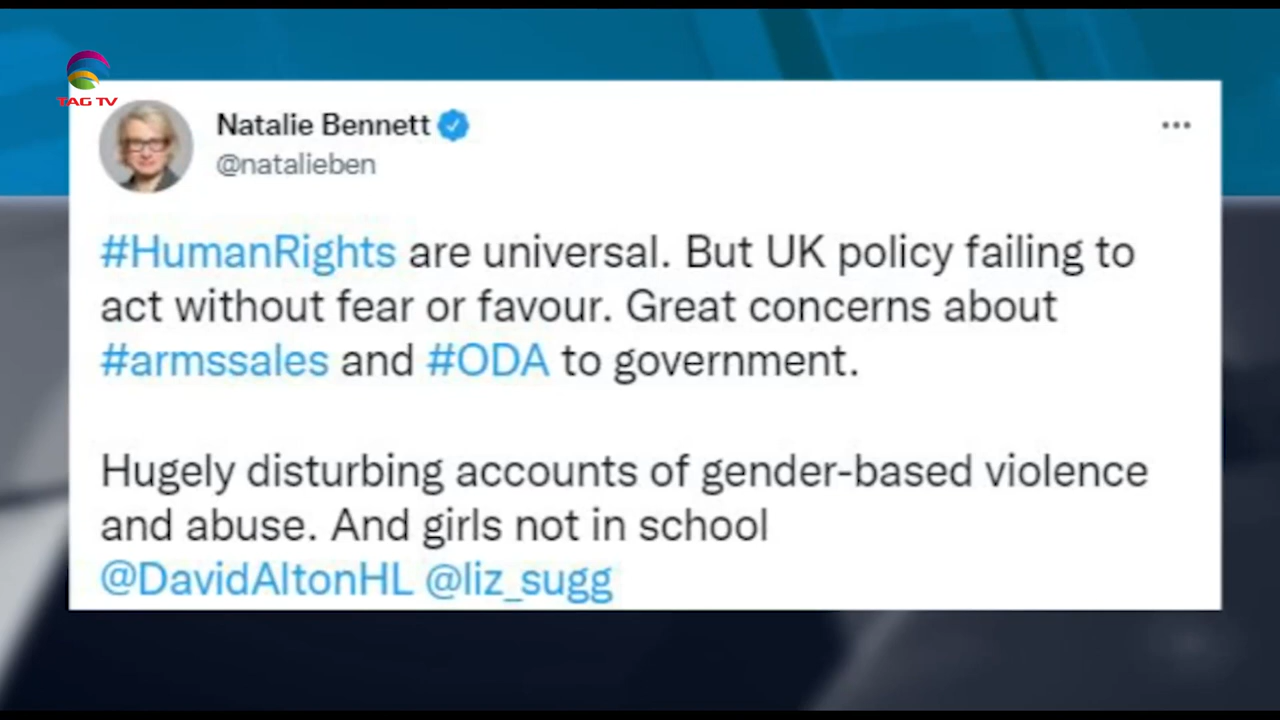 TAG TV
Natalie Bennett
@natalieben
#HumanRights are universal. But UK policy failing to
act without fear or favour. Great concerns about
#armssales and #ODA to government.
Hugely disturbing accounts of gender-based violence
and abuse. And girls not in school
@DavidAltonHL @liz_sugg